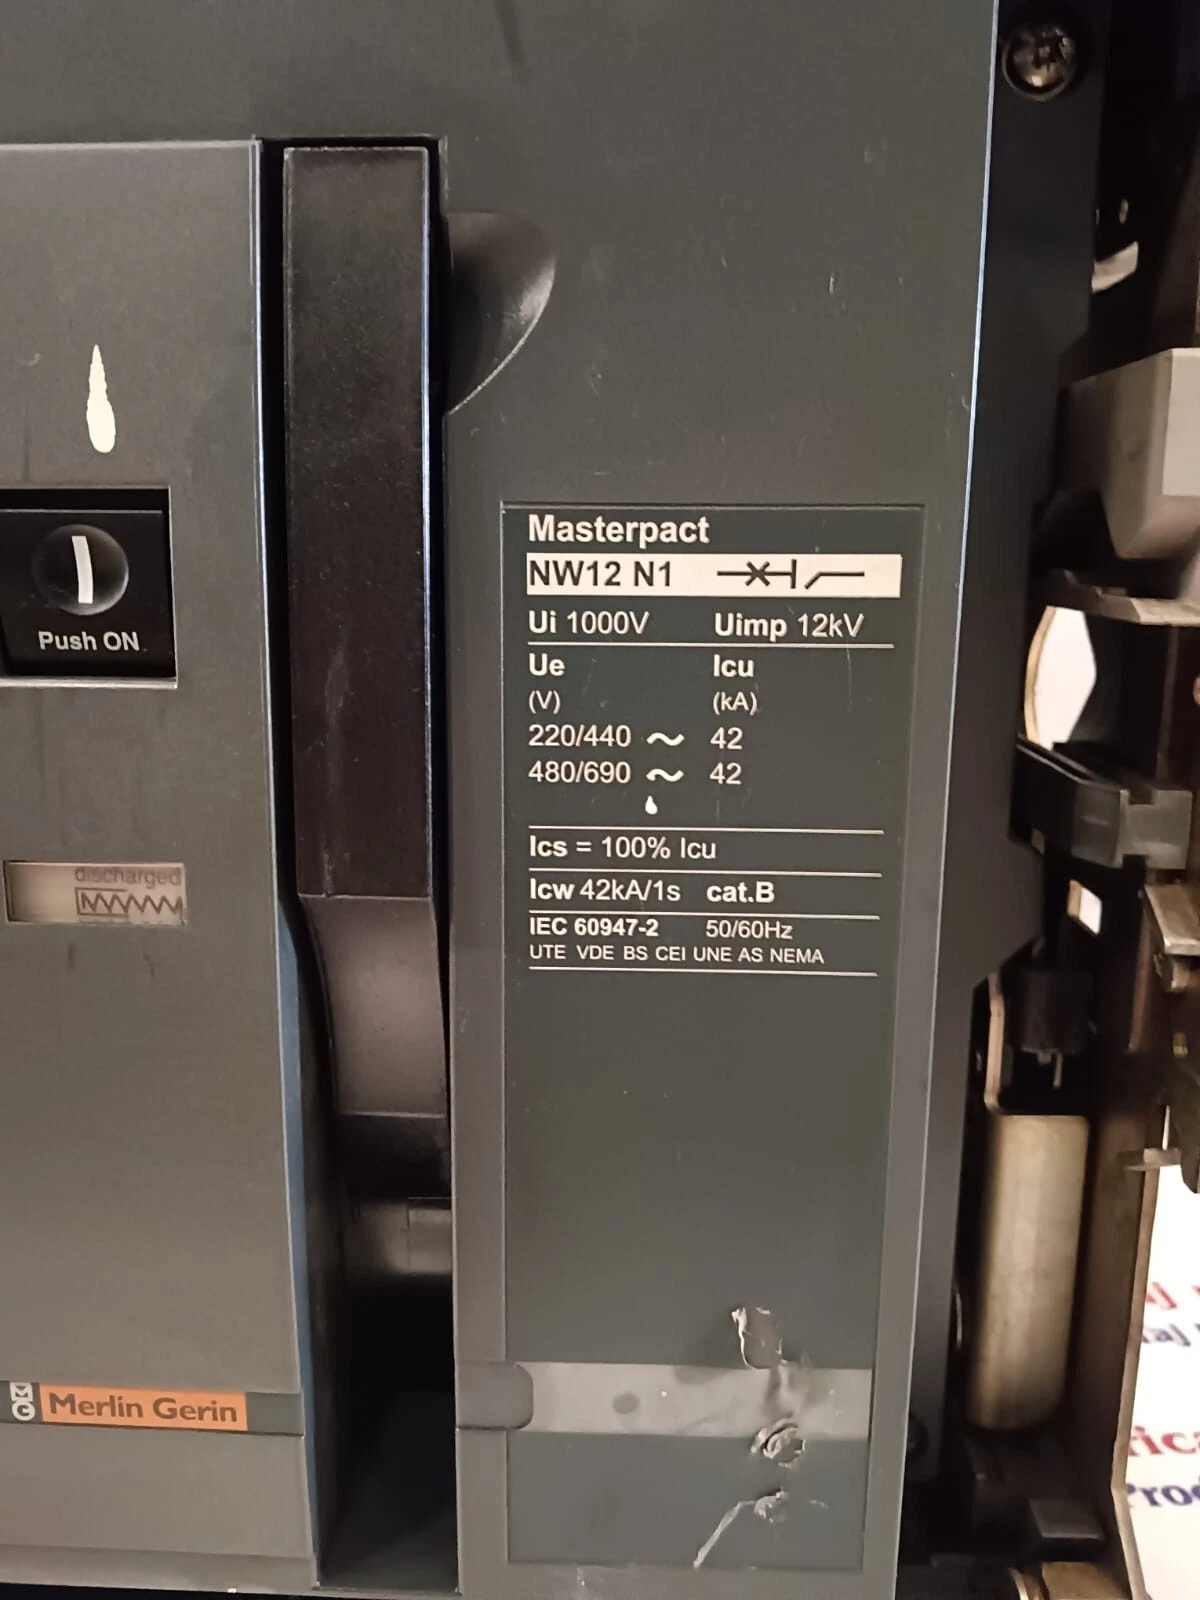 Masterpact
NW12 N1
Ui 1000V Uimp 12kV
Ue Icu
(V) (kA)
220/440 ~ 42
480/690 ~ 42
Ics = 100% Icu
Icw 42kA/1s cat.B
IEC 60947-2 50/60Hz
UTE VDE BS CEI UNE AS NEMA
Push ON
discharged
MG Merlin Gerin